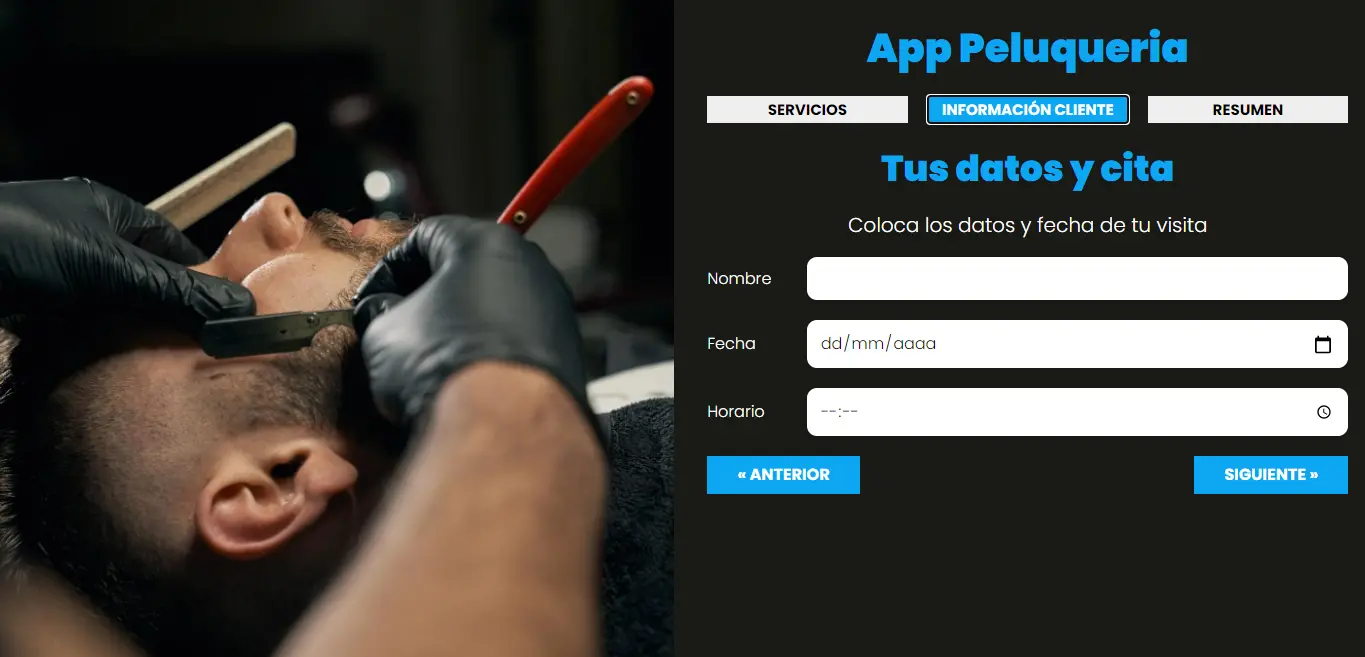 App Peluqueria
SERVICIOS
INFORMACIÓN CLIENTE
RESUMEN
Tus datos y cita
Coloca los datos y fecha de tu visita
Nombre
Fecha
dd/mm/aaaa
Horario
--:--
« ANTERIOR
SIGUIENTE »